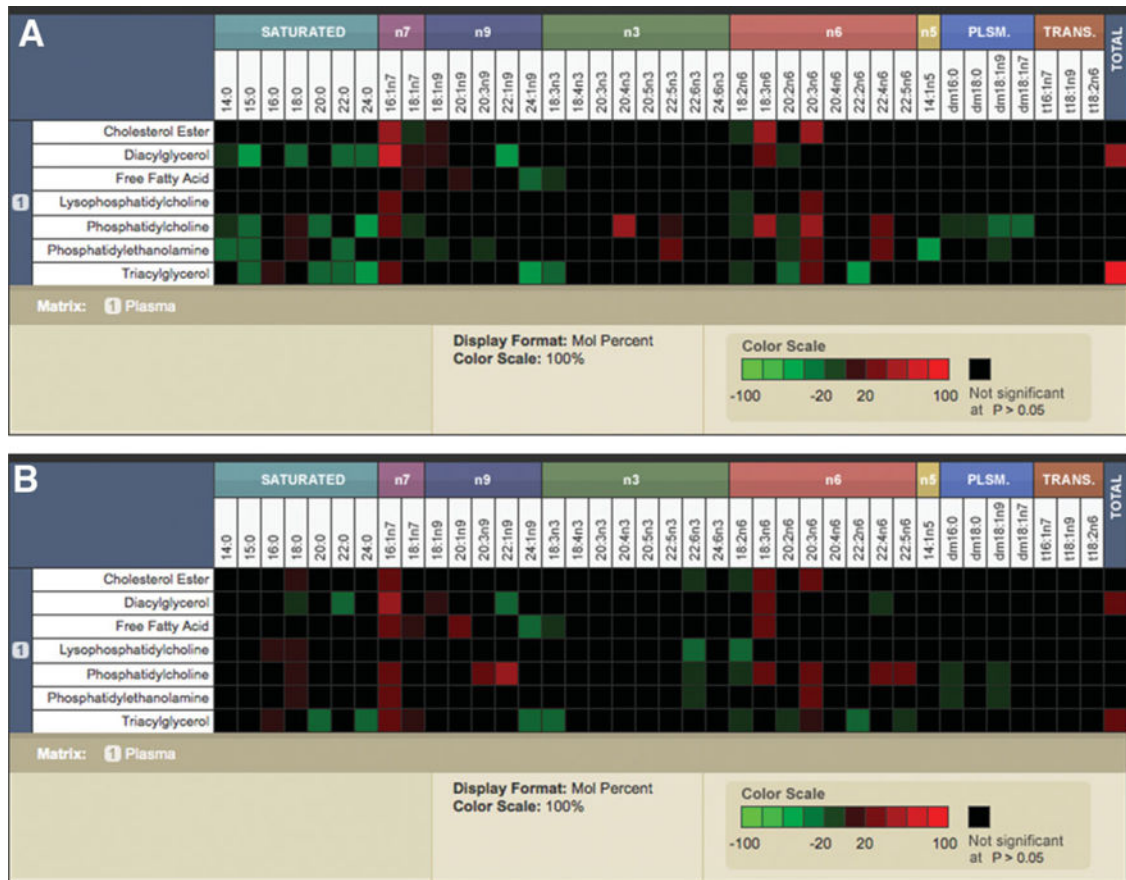 A
SATURATED n7 n9 n3 n6 n5 PLSM. TRANS. TOTAL
14:0 15:0 16:0 18:0 20:0 22:0 24:0 16:1n7 18:1n7 18:1n9 20:1n9 20:3n9 22:1n9 24:1n9 18:3n3 18:4n3 20:3n3 20:4n3 20:5n3 22:6n3 24:6n3 18:2n6 18:3n6 20:2n6 20:3n6 22:2n6 22:4n6 22:5n6 14:1n5 dm16:0 dm18:0 dm18:1n9 dm18:1n7 t16:1n7 t18:1n9 t18:2n6
Cholesterol Ester
Diacylglycerol
Free Fatty Acid
1 Lysophosphatidylcholine
Phosphatidylcholine
Phosphatidylethanolamine
Triacylglycerol
Matrix: 1 Plasma
Display Format: Mol Percent
Color Scale: 100%
Color Scale
-100 -20 20 100
Not significant
at P > 0.05
B
SATURATED n7 n9 n3 n6 n5 PLSM. TRANS. TOTAL
14:0 15:0 16:0 18:0 20:0 22:0 24:0 16:1n7 18:1n7 18:1n9 20:1n9 20:3n9 22:1n9 24:1n9 18:3n3 18:4n3 20:3n3 20:4n3 20:5n3 22:6n3 24:6n3 18:2n6 18:3n6 20:2n6 20:3n6 22:2n6 22:4n6 22:5n6 14:1n5 dm16:0 dm18:0 dm18:1n9 dm18:1n7 t16:1n7 t18:1n9 t18:2n6
Cholesterol Ester
Diacylglycerol
Free Fatty Acid
1 Lysophosphatidylcholine
Phosphatidylcholine
Phosphatidylethanolamine
Triacylglycerol
Matrix: 1 Plasma
Display Format: Mol Percent
Color Scale: 100%
Color Scale
-100 -20 20 100
Not significant
at P > 0.05